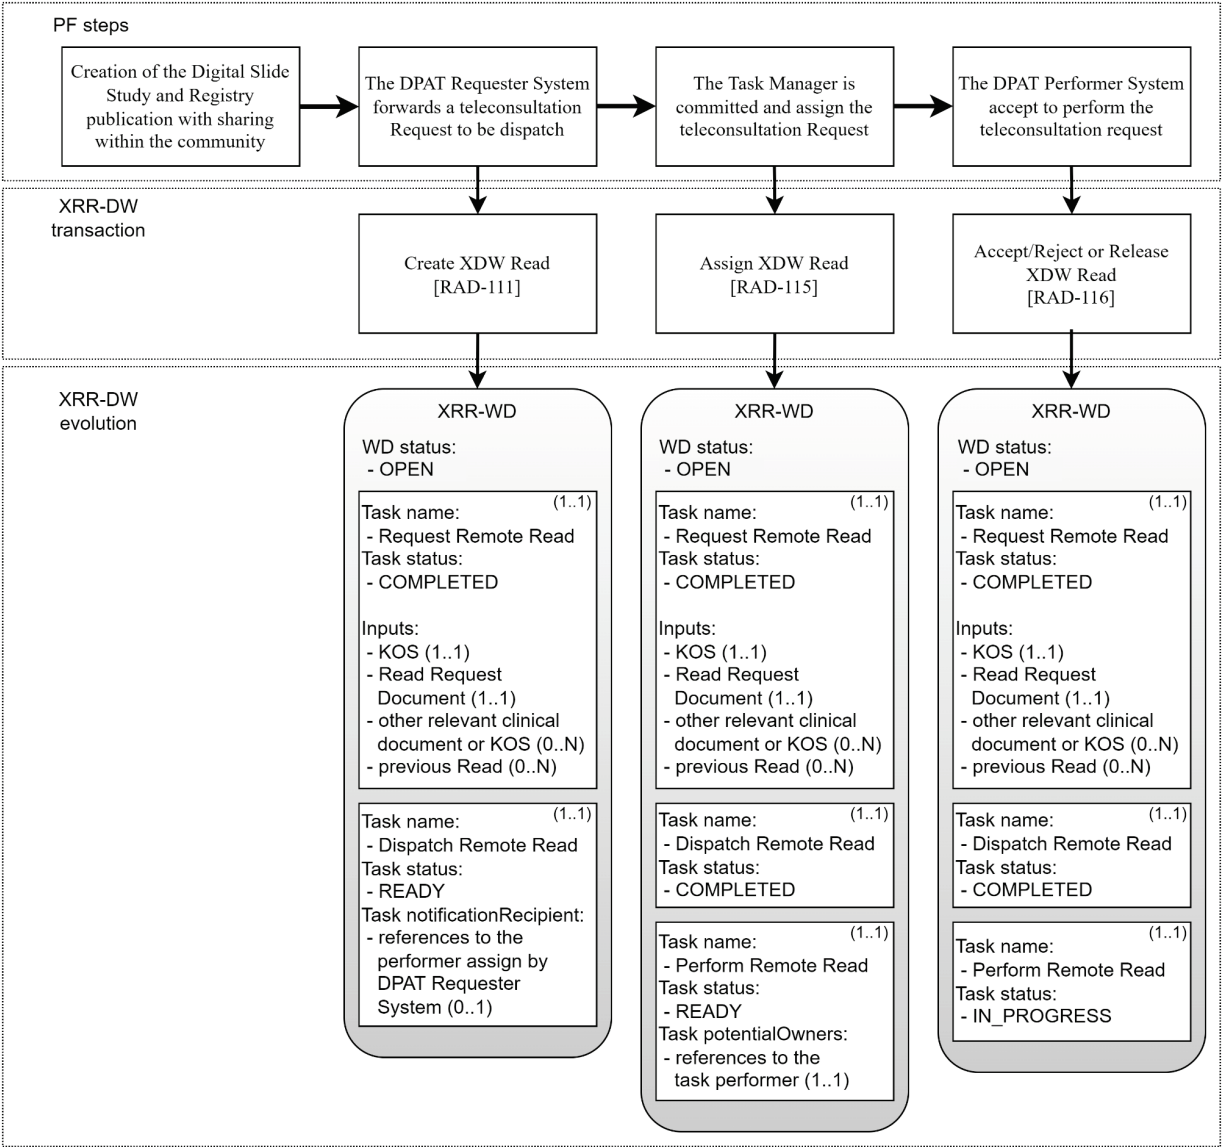 PF steps
Creation of the Digital Slide
Study and Registry
publication with sharing
within the community
The DPAT Requester System
forwards a teleconsultation
Request to be dispatch
The Task Manager is
committed and assign the
teleconsultation Request
The DPAT Performer System
accept to perform the
teleconsultation request
XRR-DW
transaction
Create XDW Read
[RAD-111]
Assign XDW Read
[RAD-115]
Accept/Reject or Release
XDW Read
[RAD-116]
XRR-DW
evolution
XRR-WD
WD status:
- OPEN
(1..1)
Task name:
- Request Remote Read
Task status:
- COMPLETED
Inputs:
- KOS (1..1)
- Read Request
Document (1..1)
- other relevant clinical
document or KOS (0..N)
- previous Read (0..N)
(1..1)
Task name:
- Dispatch Remote Read
Task status:
- READY
Task notificationRecipient:
- references to the
performer assign by
DPAT Requester
System (0..1)
XRR-WD
WD status:
- OPEN
(1..1)
Task name:
- Request Remote Read
Task status:
- COMPLETED
Inputs:
- KOS (1..1)
- Read Request
Document (1..1)
- other relevant clinical
document or KOS (0..N)
- previous Read (0..N)
(1..1)
Task name:
- Dispatch Remote Read
Task status:
- COMPLETED
(1..1)
Task name:
- Perform Remote Read
Task status:
- READY
Task potentialOwners:
- references to the
task performer (1..1)
XRR-WD
WD status:
- OPEN
(1..1)
Task name:
- Request Remote Read
Task status:
- COMPLETED
Inputs:
- KOS (1..1)
- Read Request
Document (1..1)
- other relevant clinical
document or KOS (0..N)
- previous Read (0..N)
(1..1)
Task name:
- Dispatch Remote Read
Task status:
- COMPLETED
(1..1)
Task name:
- Perform Remote Read
Task status:
- IN_PROGRESS